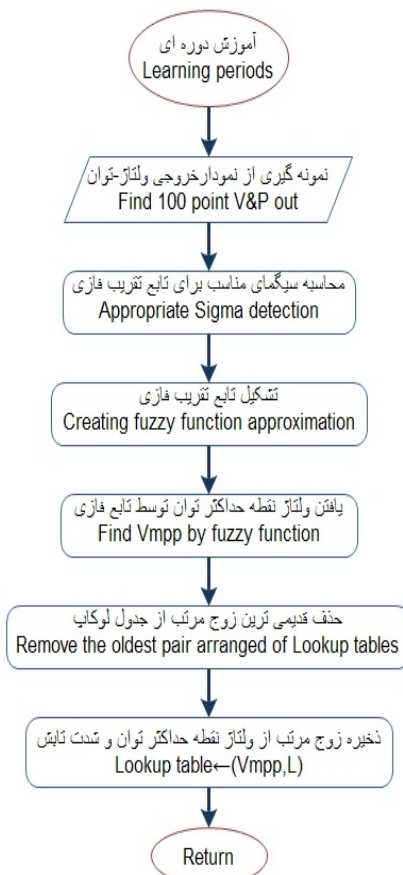 آموزش دوره ای
Learning periods
نمونه گیری از نمودارخروجی ولتاژ-توان
Find 100 point V&P out
محاسبه سیگمای مناسب برای تابع تقریب فازی
Appropriate Sigma detection
تشکیل تابع تقریب فازی
Creating fuzzy function approximation
یافتن ولتاژ نقطه حداکثر توان توسط تابع فازی
Find Vmpp by fuzzy function
حذف قدیمی ترین زوج مرتب از جدول لوکاپ
Remove the oldest pair arranged of Lookup tables
ذخیره زوج مرتب از ولتاژ نقطه حداکثر توان و شدت تابش
Lookup table←(Vmpp,L)
Return